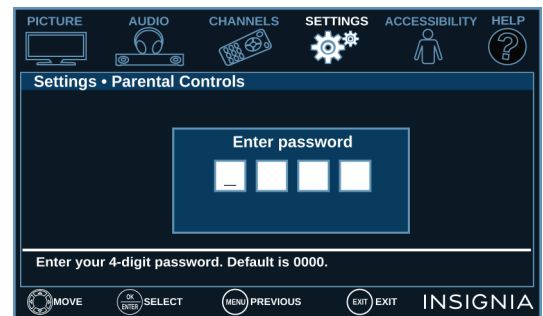 PICTURE AUDIO CHANNELS SETTINGS ACCESSIBILITY HELP
?
Settings • Parental Controls
Enter password
_
Enter your 4-digit password. Default is 0000.
MOVE OK ENTER SELECT MENU PREVIOUS EXIT EXIT INSIGNIA